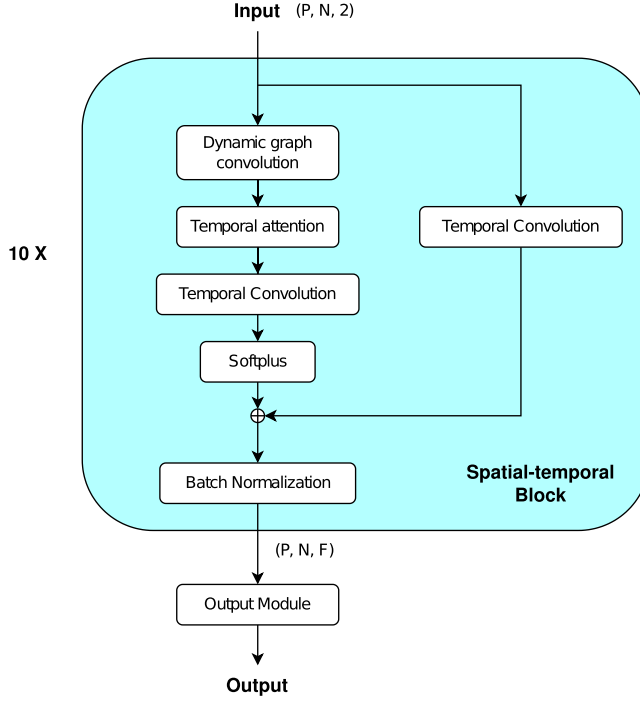 Input (P, N, 2)
Dynamic graph
convolution
Temporal attention
Temporal Convolution
10 X
Temporal Convolution
Softplus
Batch Normalization
Spatial-temporal
Block
(P, N, F)
Output Module
Output